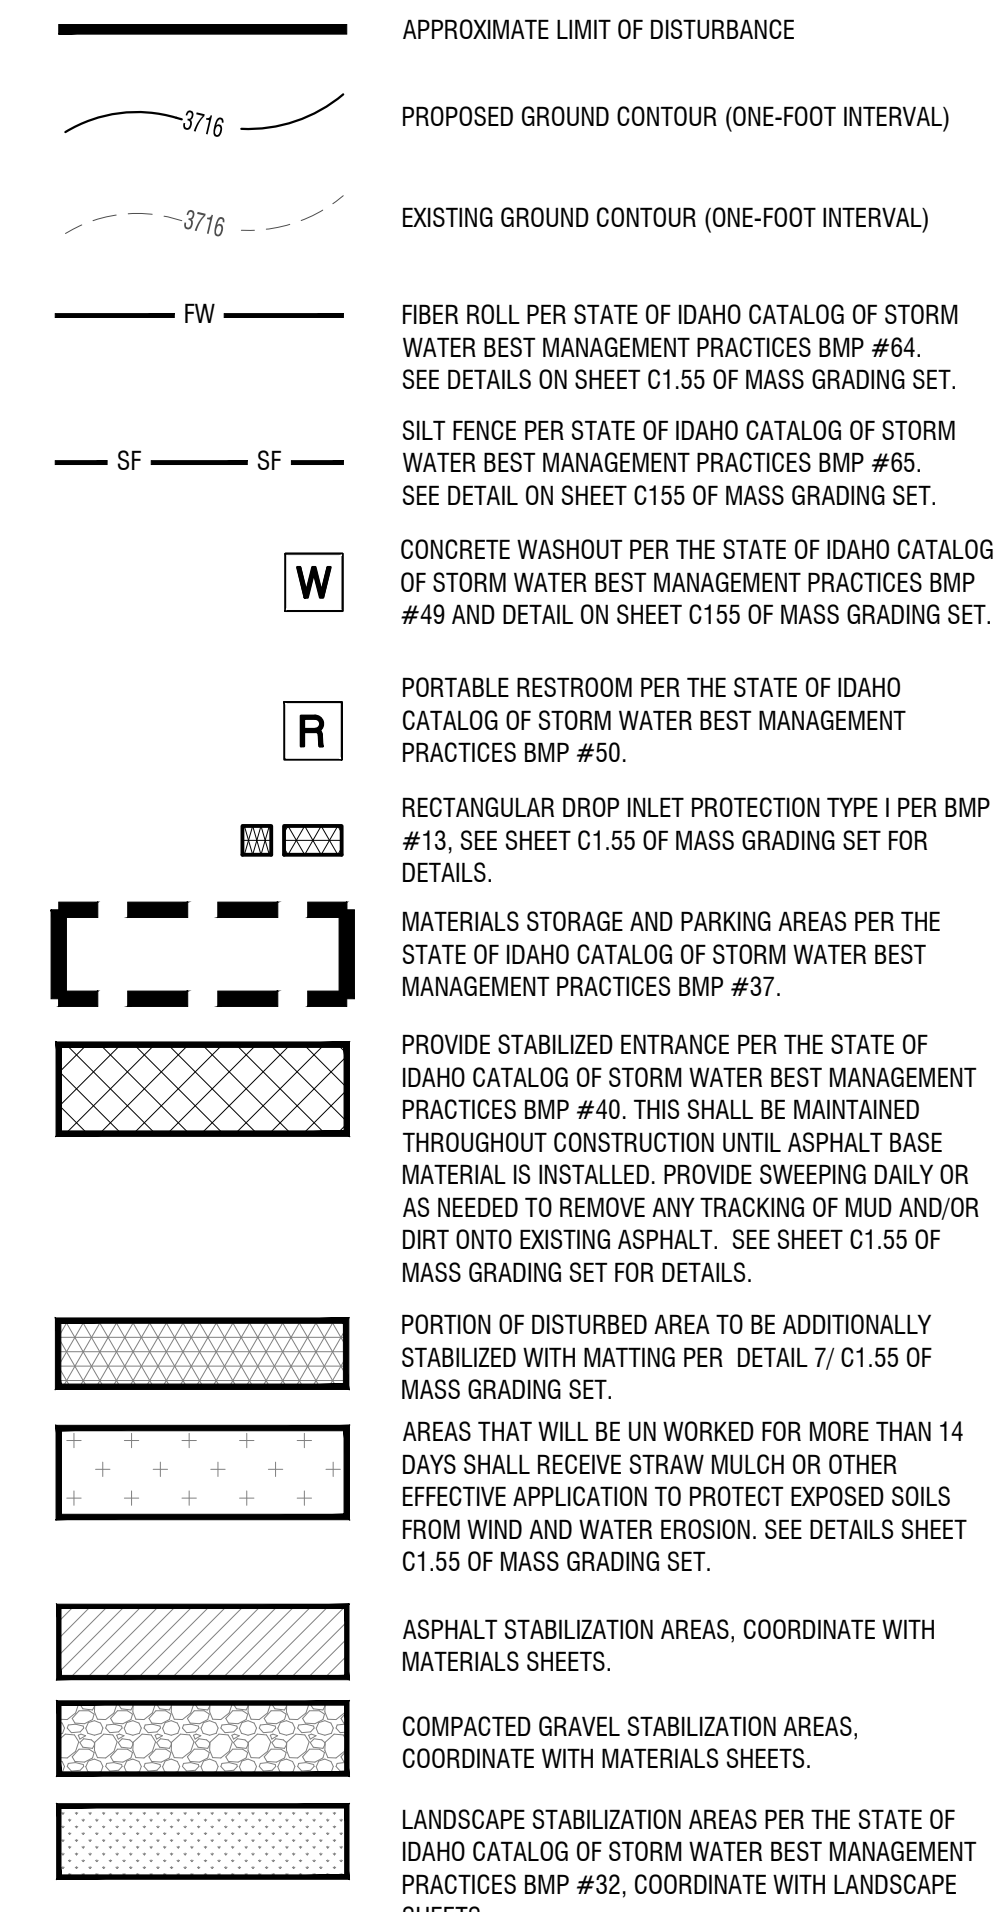 APPROXIMATE LIMIT OF DISTURBANCE
3716
PROPOSED GROUND CONTOUR (ONE-FOOT INTERVAL)
3716
EXISTING GROUND CONTOUR (ONE-FOOT INTERVAL)
FW
FIBER ROLL PER STATE OF IDAHO CATALOG OF STORM
WATER BEST MANAGEMENT PRACTICES BMP #64.
SEE DETAILS ON SHEET C1.55 OF MASS GRADING SET.
SF SF
SILT FENCE PER STATE OF IDAHO CATALOG OF STORM
WATER BEST MANAGEMENT PRACTICES BMP #65.
SEE DETAIL ON SHEET C155 OF MASS GRADING SET.
W
CONCRETE WASHOUT PER THE STATE OF IDAHO CATALOG
OF STORM WATER BEST MANAGEMENT PRACTICES BMP
#49 AND DETAIL ON SHEET C155 OF MASS GRADING SET.
R
PORTABLE RESTROOM PER THE STATE OF IDAHO
CATALOG OF STORM WATER BEST MANAGEMENT
PRACTICES BMP #50.
RECTANGULAR DROP INLET PROTECTION TYPE I PER BMP
#13, SEE SHEET C1.55 OF MASS GRADING SET FOR
DETAILS.
MATERIALS STORAGE AND PARKING AREAS PER THE
STATE OF IDAHO CATALOG OF STORM WATER BEST
MANAGEMENT PRACTICES BMP #37.
PROVIDE STABILIZED ENTRANCE PER THE STATE OF
IDAHO CATALOG OF STORM WATER BEST MANAGEMENT
PRACTICES BMP #40. THIS SHALL BE MAINTAINED
THROUGHOUT CONSTRUCTION UNTIL ASPHALT BASE
MATERIAL IS INSTALLED. PROVIDE SWEEPING DAILY OR
AS NEEDED TO REMOVE ANY TRACKING OF MUD AND/OR
DIRT ONTO EXISTING ASPHALT. SEE SHEET C1.55 OF
MASS GRADING SET FOR DETAILS.
PORTION OF DISTURBED AREA TO BE ADDITIONALLY
STABILIZED WITH MATTING PER DETAIL 7/ C1.55 OF
MASS GRADING SET.
AREAS THAT WILL BE UN WORKED FOR MORE THAN 14
DAYS SHALL RECEIVE STRAW MULCH OR OTHER
EFFECTIVE APPLICATION TO PROTECT EXPOSED SOILS
FROM WIND AND WATER EROSION. SEE DETAILS SHEET
C1.55 OF MASS GRADING SET.
ASPHALT STABILIZATION AREAS, COORDINATE WITH
MATERIALS SHEETS.
COMPACTED GRAVEL STABILIZATION AREAS,
COORDINATE WITH MATERIALS SHEETS.
LANDSCAPE STABILIZATION AREAS PER THE STATE OF
IDAHO CATALOG OF STORM WATER BEST MANAGEMENT
PRACTICES BMP #32, COORDINATE WITH LANDSCAPE